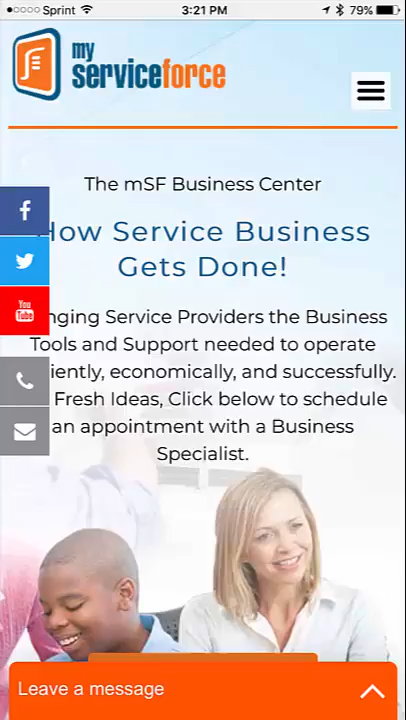 Sprint 3:21 PM 79%
my
serviceforce
The mSF Business Center
How Service Business
Gets Done!
Service Providers the Business
Tools and Support needed to operate
economically, and successfully.
Fresh Ideas, Click below to schedule
an appointment with a Business
Specialist.
You
Tube
Leave a message